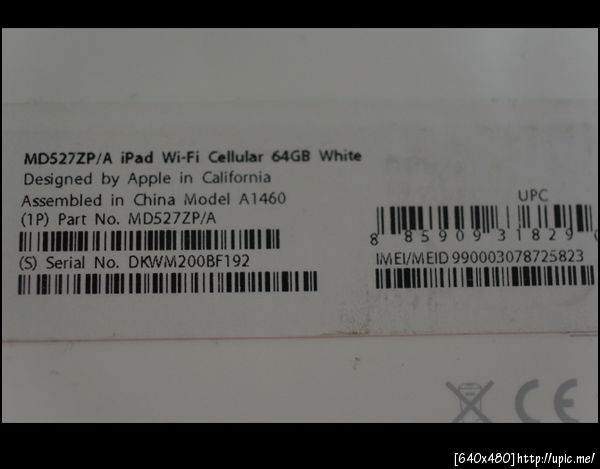 MD527ZP/A iPad Wi-Fi Cellular 64GB White
Designed by Apple in California
Assembled in China Model A1460
(1P) Part No. MD527ZP/A
(S) Serial No. DKWM200BF192
UPC
8 85909 31829
IMEI/MEID 990003078725823
CE
[640x480]http://upic.me/